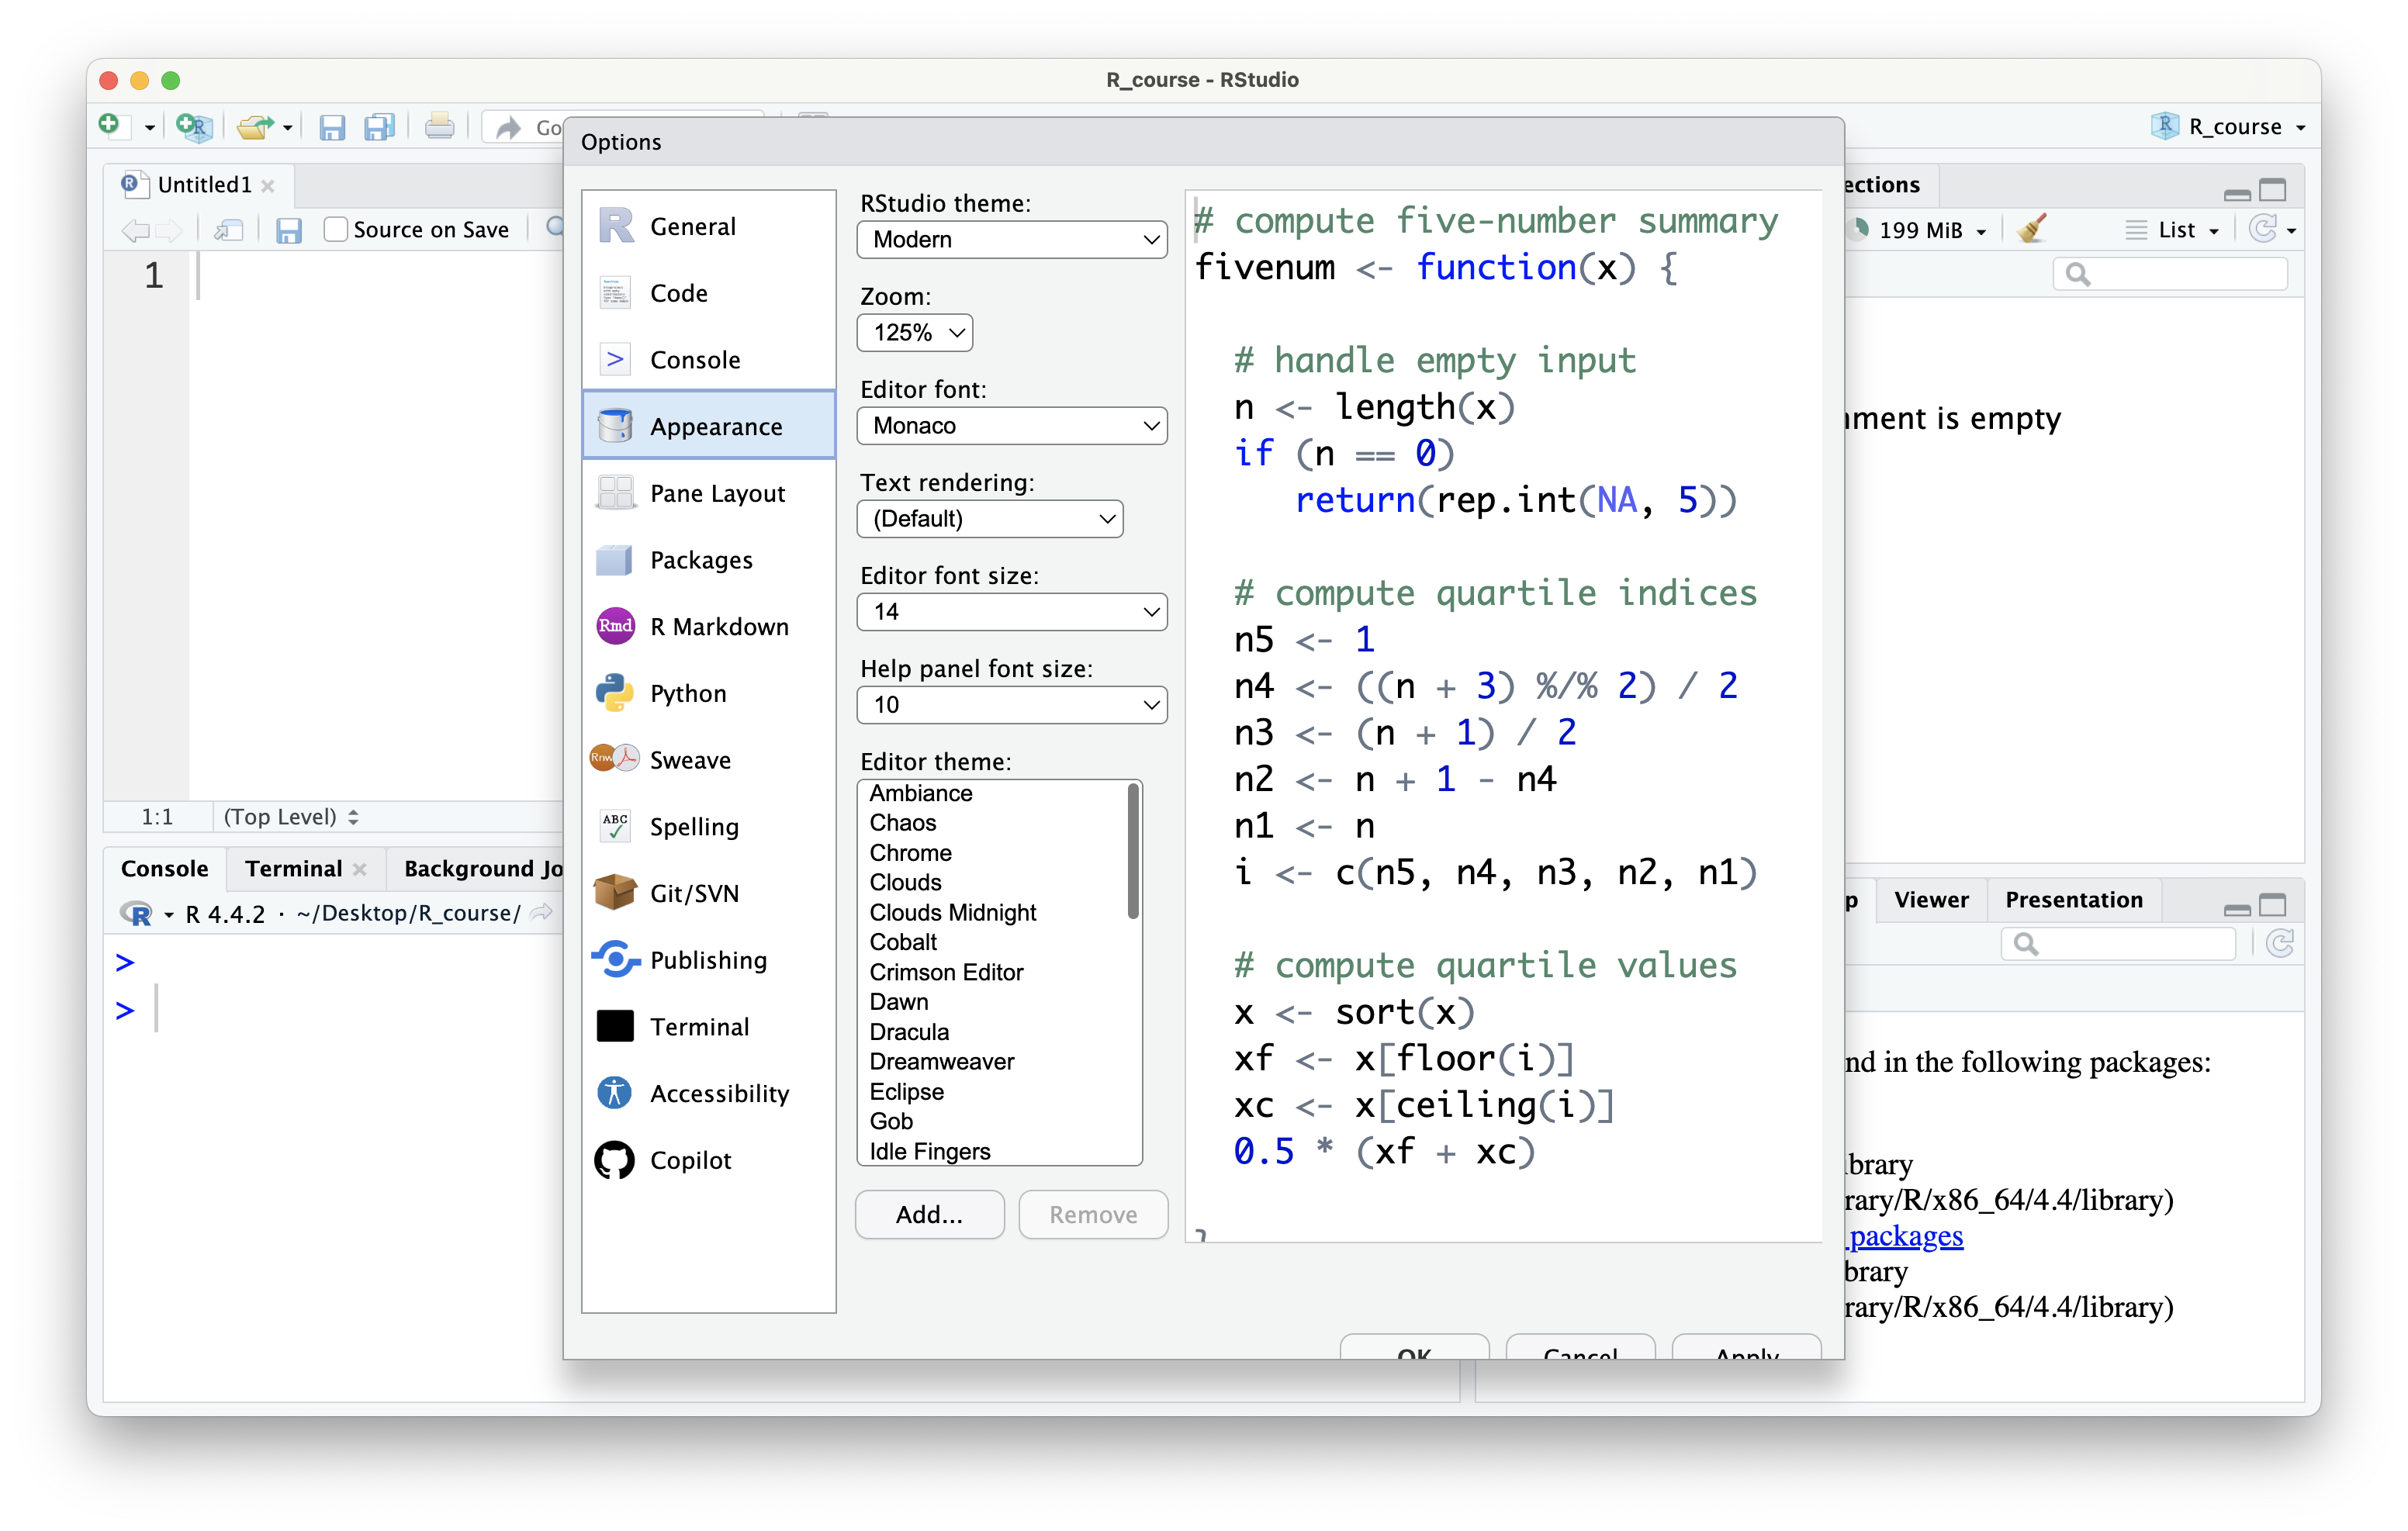 R_course - RStudio
Go
R_course
Untitled1
Source on Save
1
1:1 (Top Level)
Console Terminal Background Jo
R 4.4.2 · ~/Desktop/R_course/
>
>
Options
General
Code
Console
Appearance
Pane Layout
Packages
Rmd R Markdown
Python
Rnw Sweave
ABC Spelling
Git/SVN
Publishing
Terminal
Accessibility
Copilot
RStudio theme:
Modern
Zoom:
125%
Editor font:
Monaco
Text rendering:
(Default)
Editor font size:
14
Help panel font size:
10
Editor theme:
Ambiance
Chaos
Chrome
Clouds
Clouds Midnight
Cobalt
Crimson Editor
Dawn
Dracula
Dreamweaver
Eclipse
Gob
Idle Fingers
Add... Remove
# compute five-number summary
fivenum <- function(x) {
# handle empty input
n <- length(x)
if (n == 0)
return(rep.int(NA, 5))
# compute quartile indices
n5 <- 1
n4 <- ((n + 3) %/% 2) / 2
n3 <- (n + 1) / 2
n2 <- n + 1 - n4
n1 <- n
i <- c(n5, n4, n3, n2, n1)
# compute quartile values
x <- sort(x)
xf <- x[floor(i)]
xc <- x[ceiling(i)]
0.5 * (xf + xc)
}
OK Cancel Apply
ections
199 MiB List
nment is empty
p Viewer Presentation
nd in the following packages:
brary
rary/R/x86_64/4.4/library)
packages
brary
rary/R/x86_64/4.4/library)